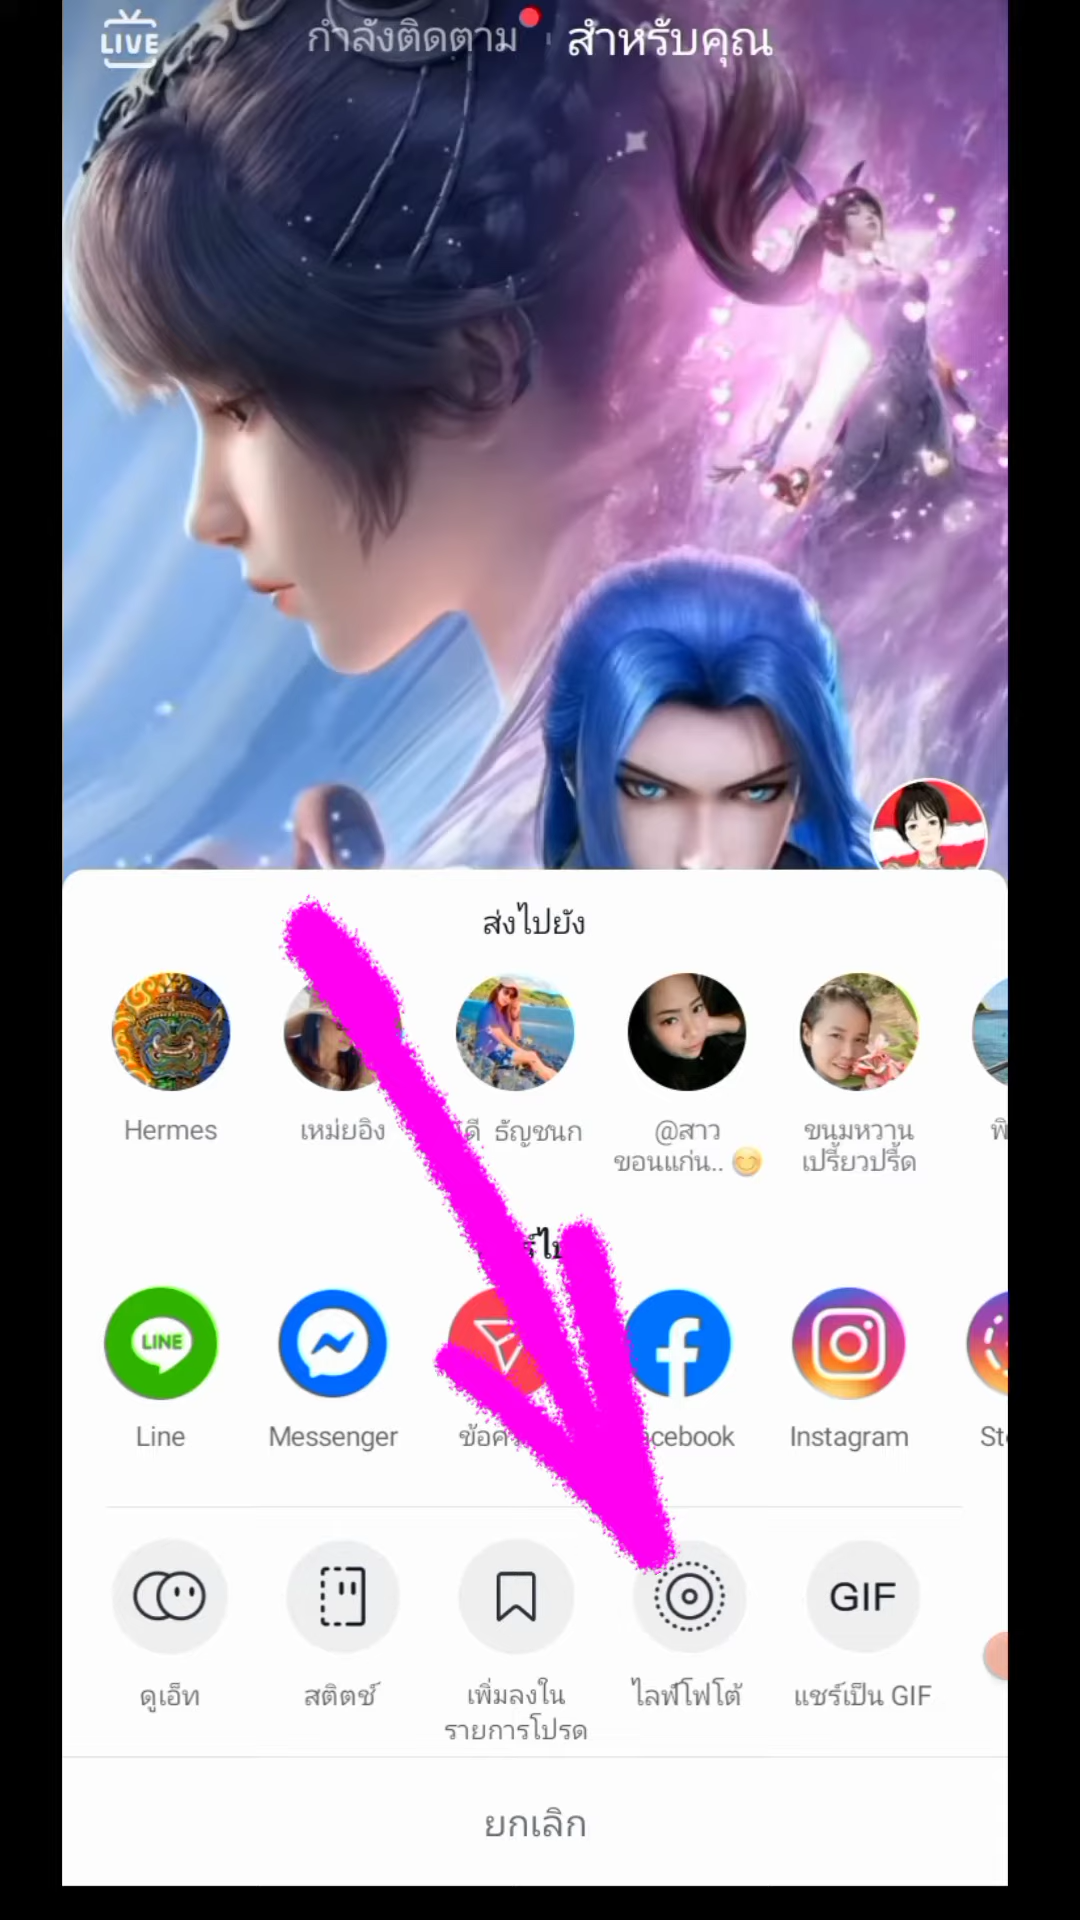 LIVE
กำลังติดตาม
สำหรับคุณ
ส่งไปยัง
Hermes
เหม่ยอิง
ธัญชนก
@สาว
ขอนแก่น.. 😊
ขนมหวาน
เปรี้ยวปรี้ด
LINE
Line
Messenger
Instagram
ดูเอ็ท
สติตช์
เพิ่มลงใน
รายการโปรด
ไลฟ์โฟโต้
GIF
แชร์เป็น GIF
ยกเลิก